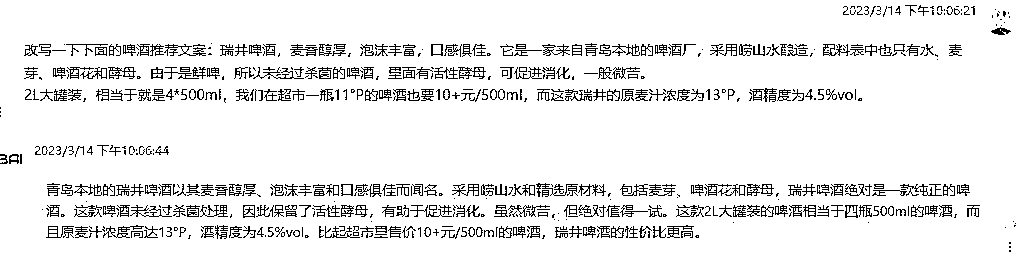 2023/3/14 下午10:06:21
改写一下下面的啤酒推荐文案：瑞井啤酒，麦香醇厚，泡沫丰富，口感俱佳。它是一家来自青岛本地的啤酒厂，采用崂山水酿造，配料表中也只有水、麦
芽、啤酒花和酵母。由于是鲜啤，所以未经过杀菌的啤酒，里面有活性酵母，可促进消化，一般微苦。
2L大罐装，相当于就是4*500ml，我们在超市一瓶11°P的啤酒也要10+元/500ml，而这款瑞井的原麦汁浓度为13°P，酒精度为4.5%vol。
2023/3/14 下午10:06:44
青岛本地的瑞井啤酒以其麦香醇厚、泡沫丰富和口感俱佳而闻名。采用崂山水和精选原材料，包括麦芽、啤酒花和酵母，瑞井啤酒绝对是一款纯正的啤
酒。这款啤酒未经过杀菌处理，因此保留了活性酵母，有助于促进消化。虽然微苦，但绝对值得一试。这款2L大罐装的啤酒相当于四瓶500ml的啤酒，而
且原麦汁浓度高达13°P，酒精度为4.5%vol。比起超市里售价10+元/500ml的啤酒，瑞井啤酒的性价比更高。